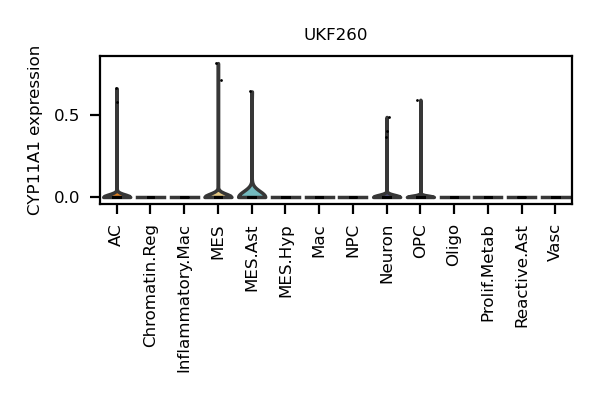 UKF260
CYP11A1 expression
0.5
0.0
AC
Chromatin.Reg
Inflammatory.Mac
MES
MES.Ast
MES.Hyp
Mac
NPC
Neuron
OPC
Oligo
Prolif.Metab
Reactive.Ast
Vasc